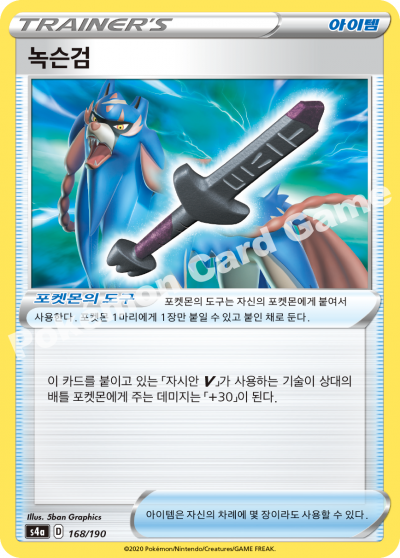 TRAINER'S
아이템
녹슨검
포켓몬의 도구
포켓몬의 도구는 자신의 포켓몬에게 붙여서
사용한다. 포켓몬 1마리에게 1장만 붙일 수 있고 붙인 채로 둔다.
이 카드를 붙이고 있는 「자시안 V」가 사용하는 기술이 상대의
배틀 포켓몬에게 주는 데미지는 「+30」이 된다.
Illus. 5ban Graphics
아이템은 자신의 차례에 몇 장이라도 사용할 수 있다.
s4a D 168/190
©2020 Pokémon/Nintendo/Creatures/GAME FREAK.
Pokémon Card Game